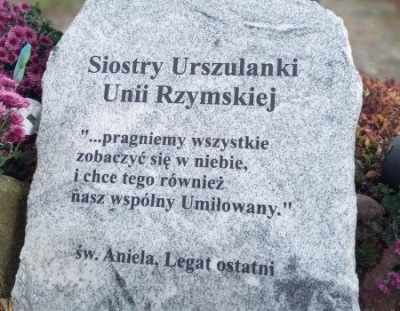 Siostry Urszulanki
Unii Rzymskiej
"...pragniemy wszystkie
zobaczyć się w niebie,
i chce tego również
nasz wspólny Umiłowany."
św. Aniela, Legat ostatni